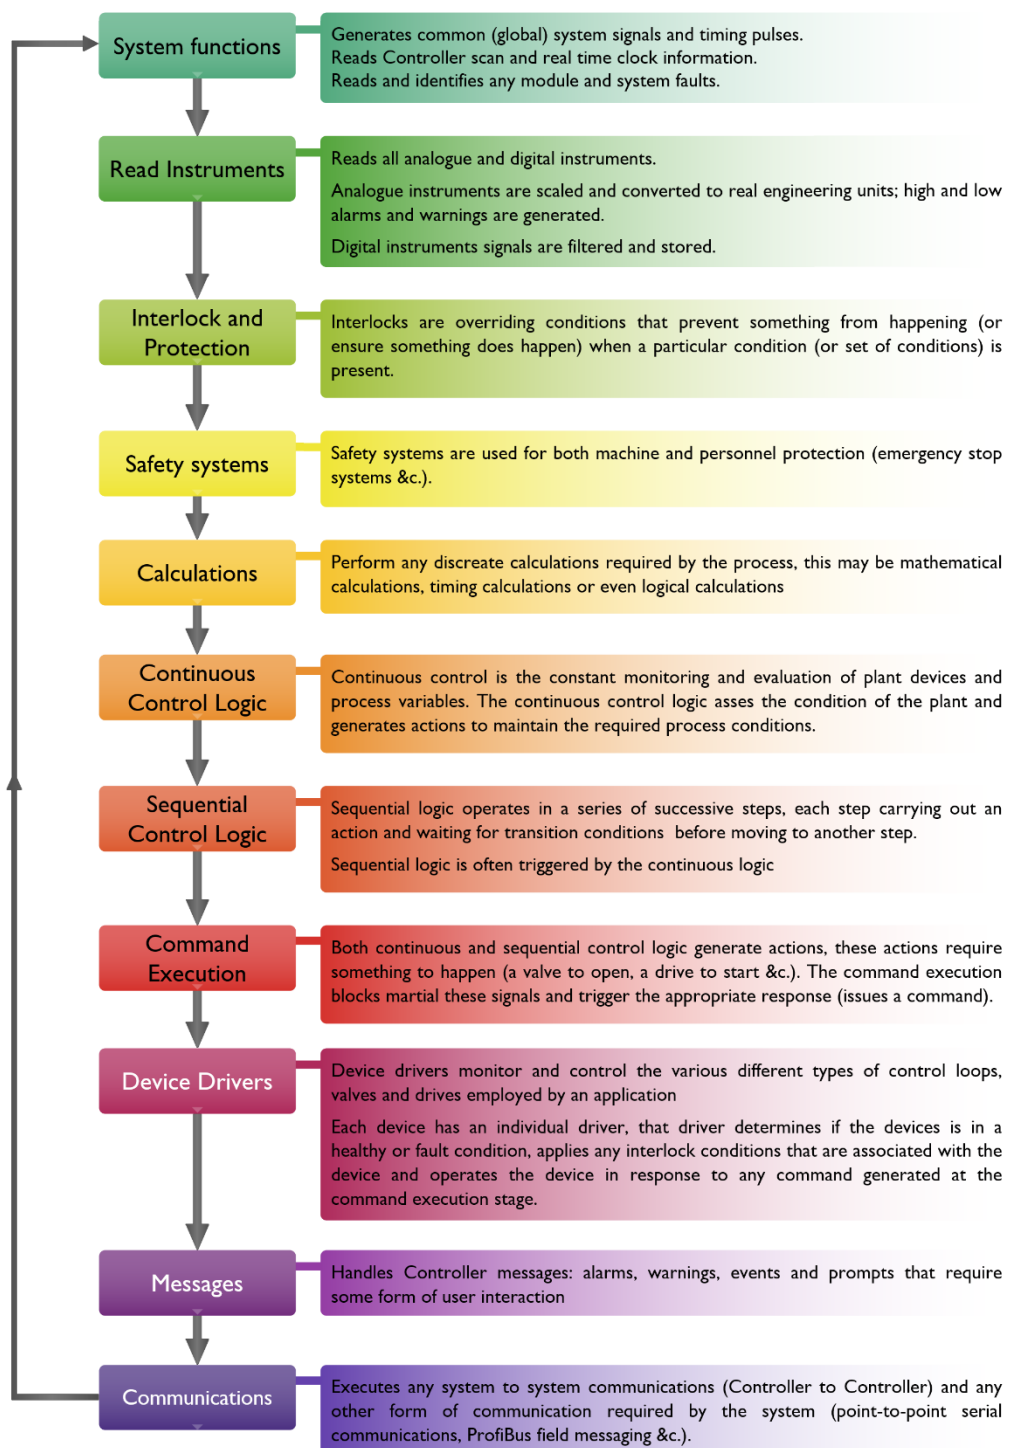 System functions
Generates common (global) system signals and timing pulses.
Reads Controller scan and real time clock information.
Reads and identifies any module and system faults.
Read Instruments
Reads all analogue and digital instruments.
Analogue instruments are scaled and converted to real engineering units; high and low
alarms and warnings are generated.
Digital instruments signals are filtered and stored.
Interlock and
Protection
Interlocks are overriding conditions that prevent something from happening (or
ensure something does happen) when a particular condition (or set of conditions) is
present.
Safety systems
Safety systems are used for both machine and personnel protection (emergency stop
systems &c.).
Calculations
Perform any discreate calculations required by the process, this may be mathematical
calculations, timing calculations or even logical calculations
Continuous
Control Logic
Continuous control is the constant monitoring and evaluation of plant devices and
process variables. The continuous control logic asses the condition of the plant and
generates actions to maintain the required process conditions.
Sequential
Control Logic
Sequential logic operates in a series of successive steps, each step carrying out an
action and waiting for transition conditions before moving to another step.
Sequential logic is often triggered by the continuous logic
Command
Execution
Both continuous and sequential control logic generate actions, these actions require
something to happen (a valve to open, a drive to start &c.). The command execution
blocks martial these signals and trigger the appropriate response (issues a command).
Device Drivers
Device drivers monitor and control the various different types of control loops,
valves and drives employed by an application
Each device has an individual driver, that driver determines if the devices is in a
healthy or fault condition, applies any interlock conditions that are associated with the
device and operates the device in response to any command generated at the
command execution stage.
Messages
Handles Controller messages: alarms, warnings, events and prompts that require
some form of user interaction
Communications
Executes any system to system communications (Controller to Controller) and any
other form of communication required by the system (point-to-point serial
communications, ProfiBus field messaging &c.).